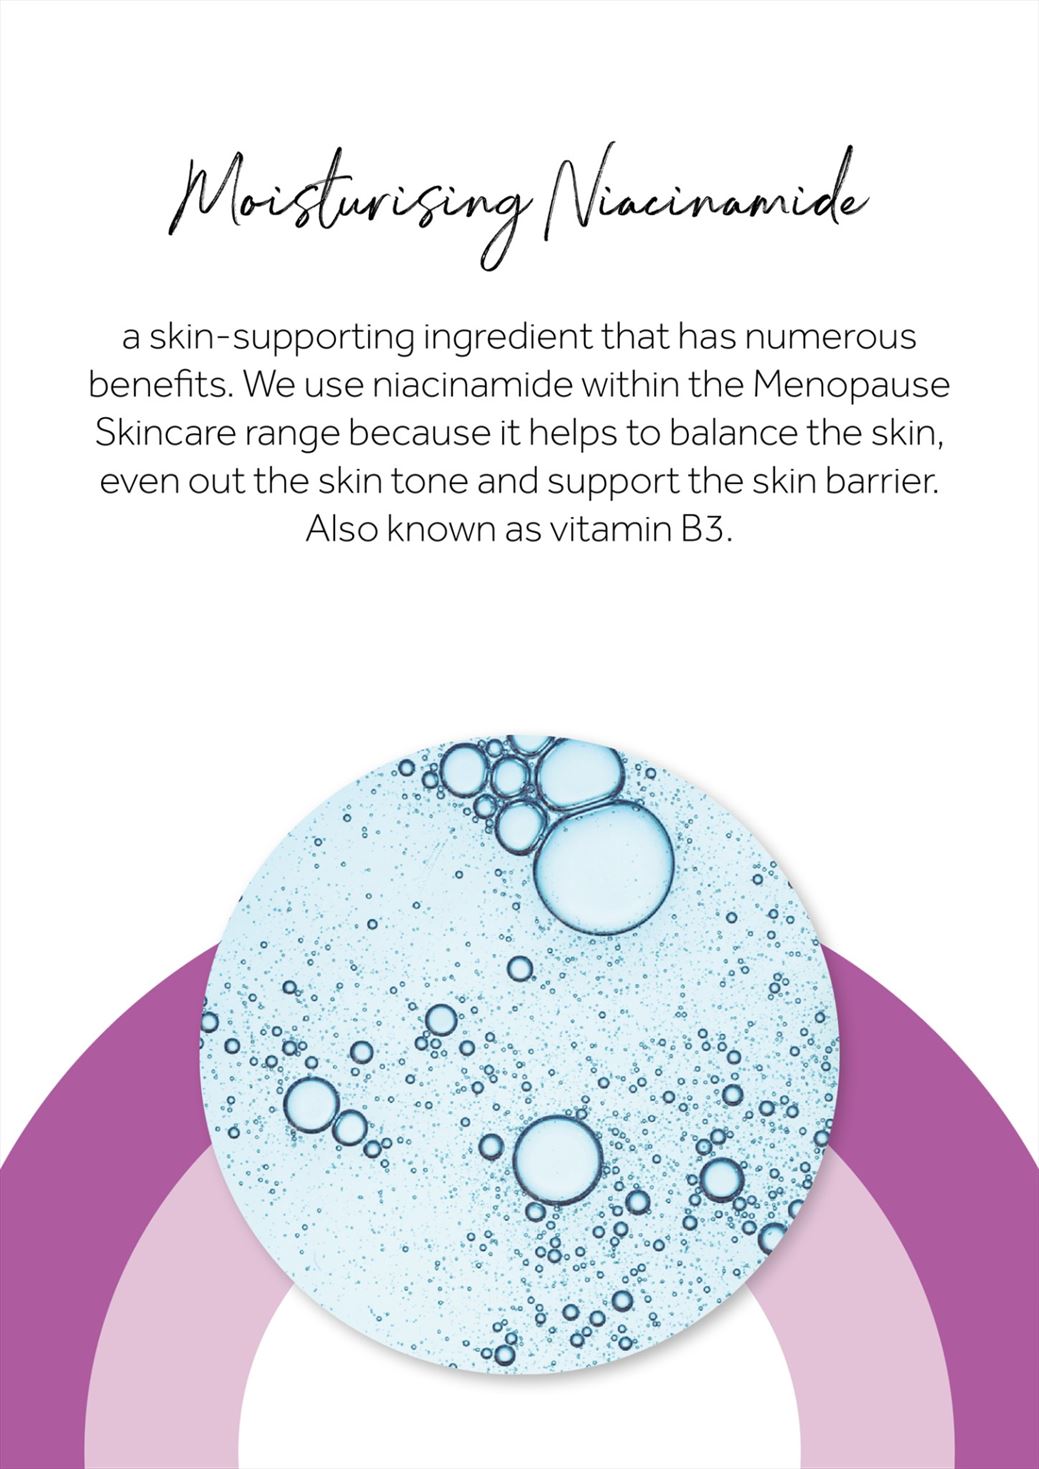 Moisturising Niacinamide
a skin-supporting ingredient that has numerous
benefits. We use niacinamide within the Menopause
Skincare range because it helps to balance the skin,
even out the skin tone and support the skin barrier.
Also known as vitamin B3.